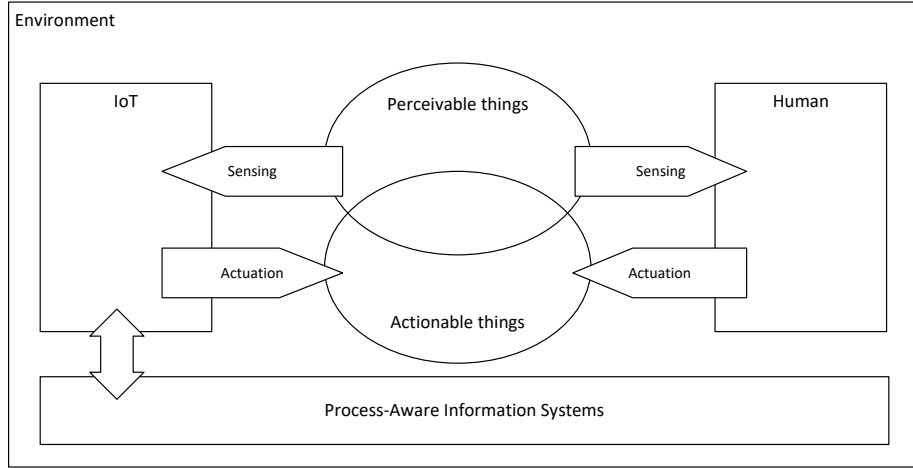 Environment
IoT
Perceivable things
Human
Sensing
Sensing
Actuation
Actuation
Actionable things
Process-Aware Information Systems